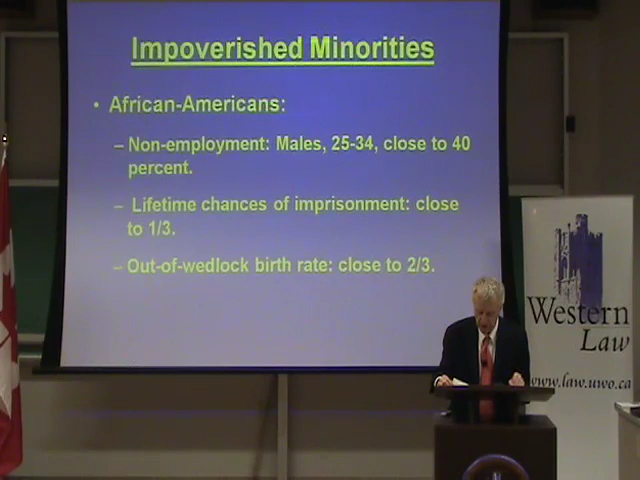 Impoverished Minorities
• African-Americans:
– Non-employment: Males, 25-34, close to 40
percent.
– Lifetime chances of imprisonment: close
to 1/3.
– Out-of-wedlock birth rate: close to 2/3.
Western
Law
www.law.uwo.ca